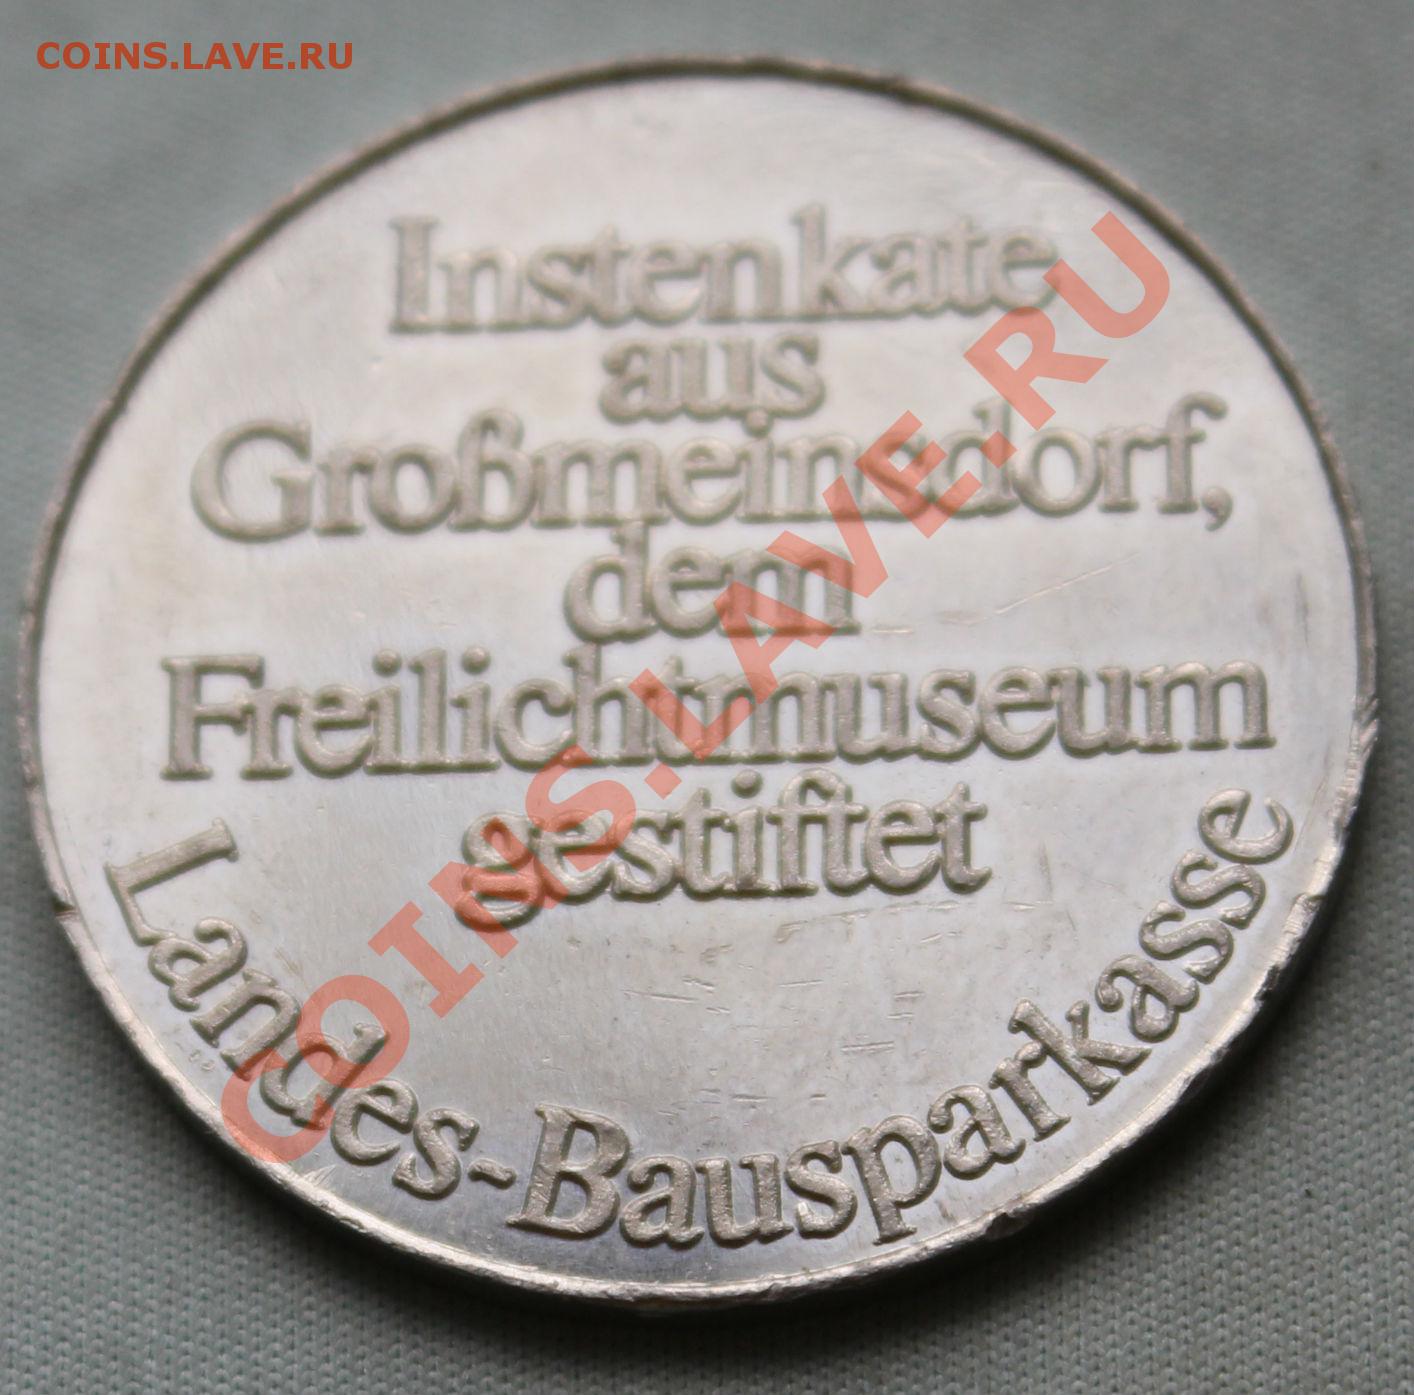 COINS.LAVE.RU
Instenkate
aus
Großmeinsdorf,
dem
Freilichtmuseum
gestiftet
Landes-Bausparkasse
COINS.LAVE.RU